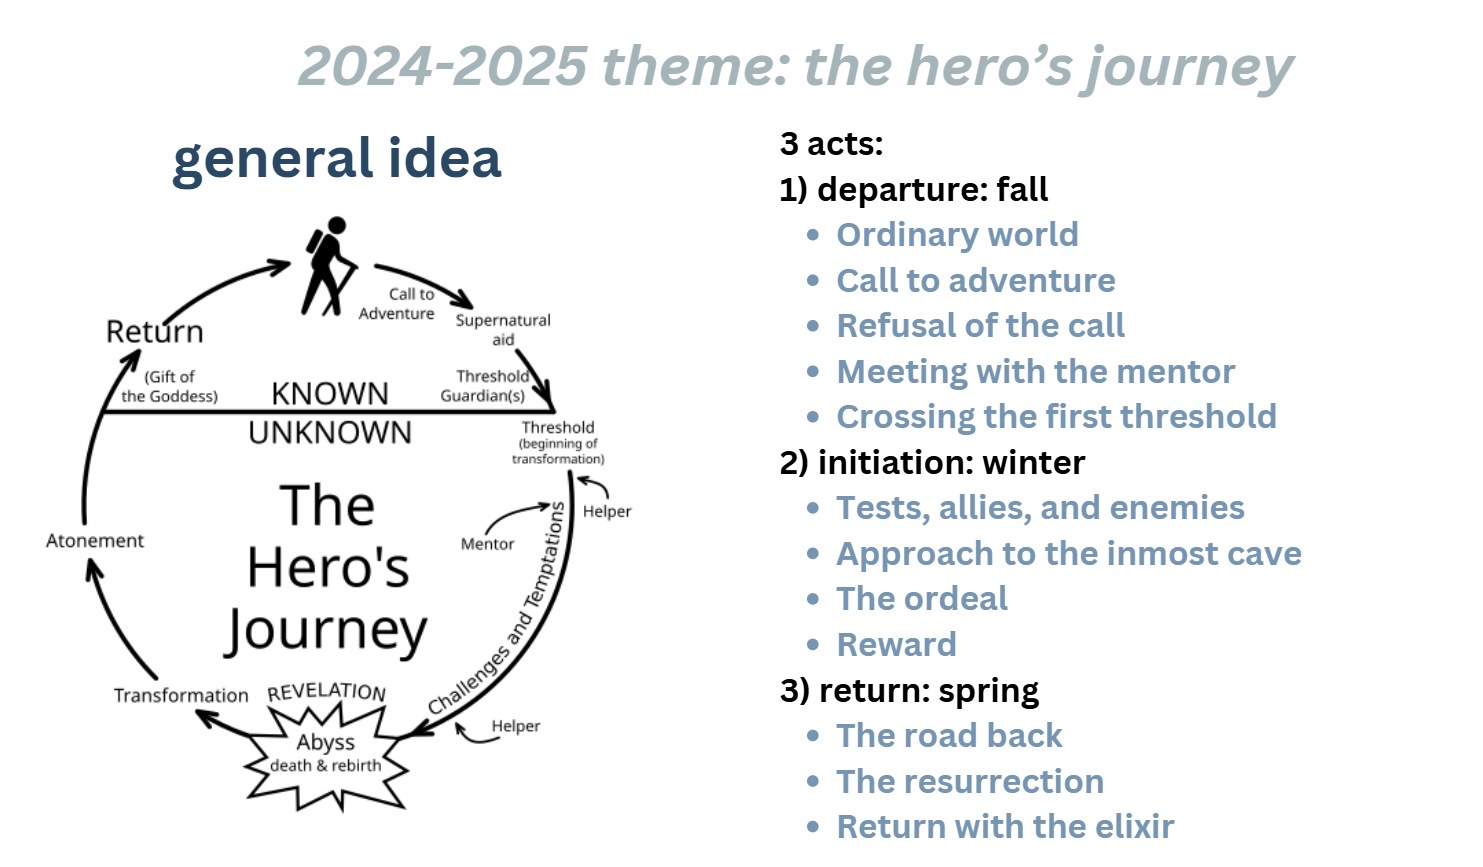 2024-2025 theme: the hero's journey
general idea
Call to
Adventure
Supernatural
aid
Threshold
Guardian(s)
Return
(Gift of
the Goddess)
KNOWN
UNKNOWN
Threshold
(beginning of
transformation)
Helper
Mentor
Challenges and Temptations
Helper
The
Hero's
Journey
REVELATION
Abyss
death & rebirth
Transformation
Atonement
3 acts:
1) departure: fall
• Ordinary world
• Call to adventure
• Refusal of the call
• Meeting with the mentor
• Crossing the first threshold
2) initiation: winter
• Tests, allies, and enemies
• Approach to the inmost cave
• The ordeal
• Reward
3) return: spring
• The road back
• The resurrection
• Return with the elixir